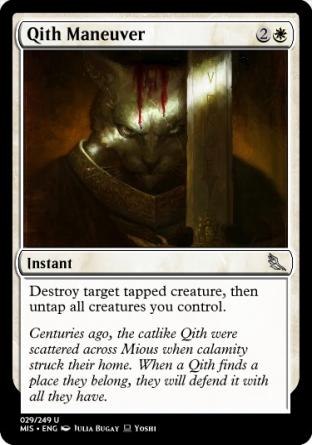 Qith Maneuver 2
Instant
Destroy target tapped creature, then
untap all creatures you control.
Centuries ago, the catlike Qith were
scattered across Mious when calamity
struck their home. When a Qith finds a
place they belong, they will defend it with
all they have.
029/249 U
MIS • ENG JULIA BUGAY YOSHI